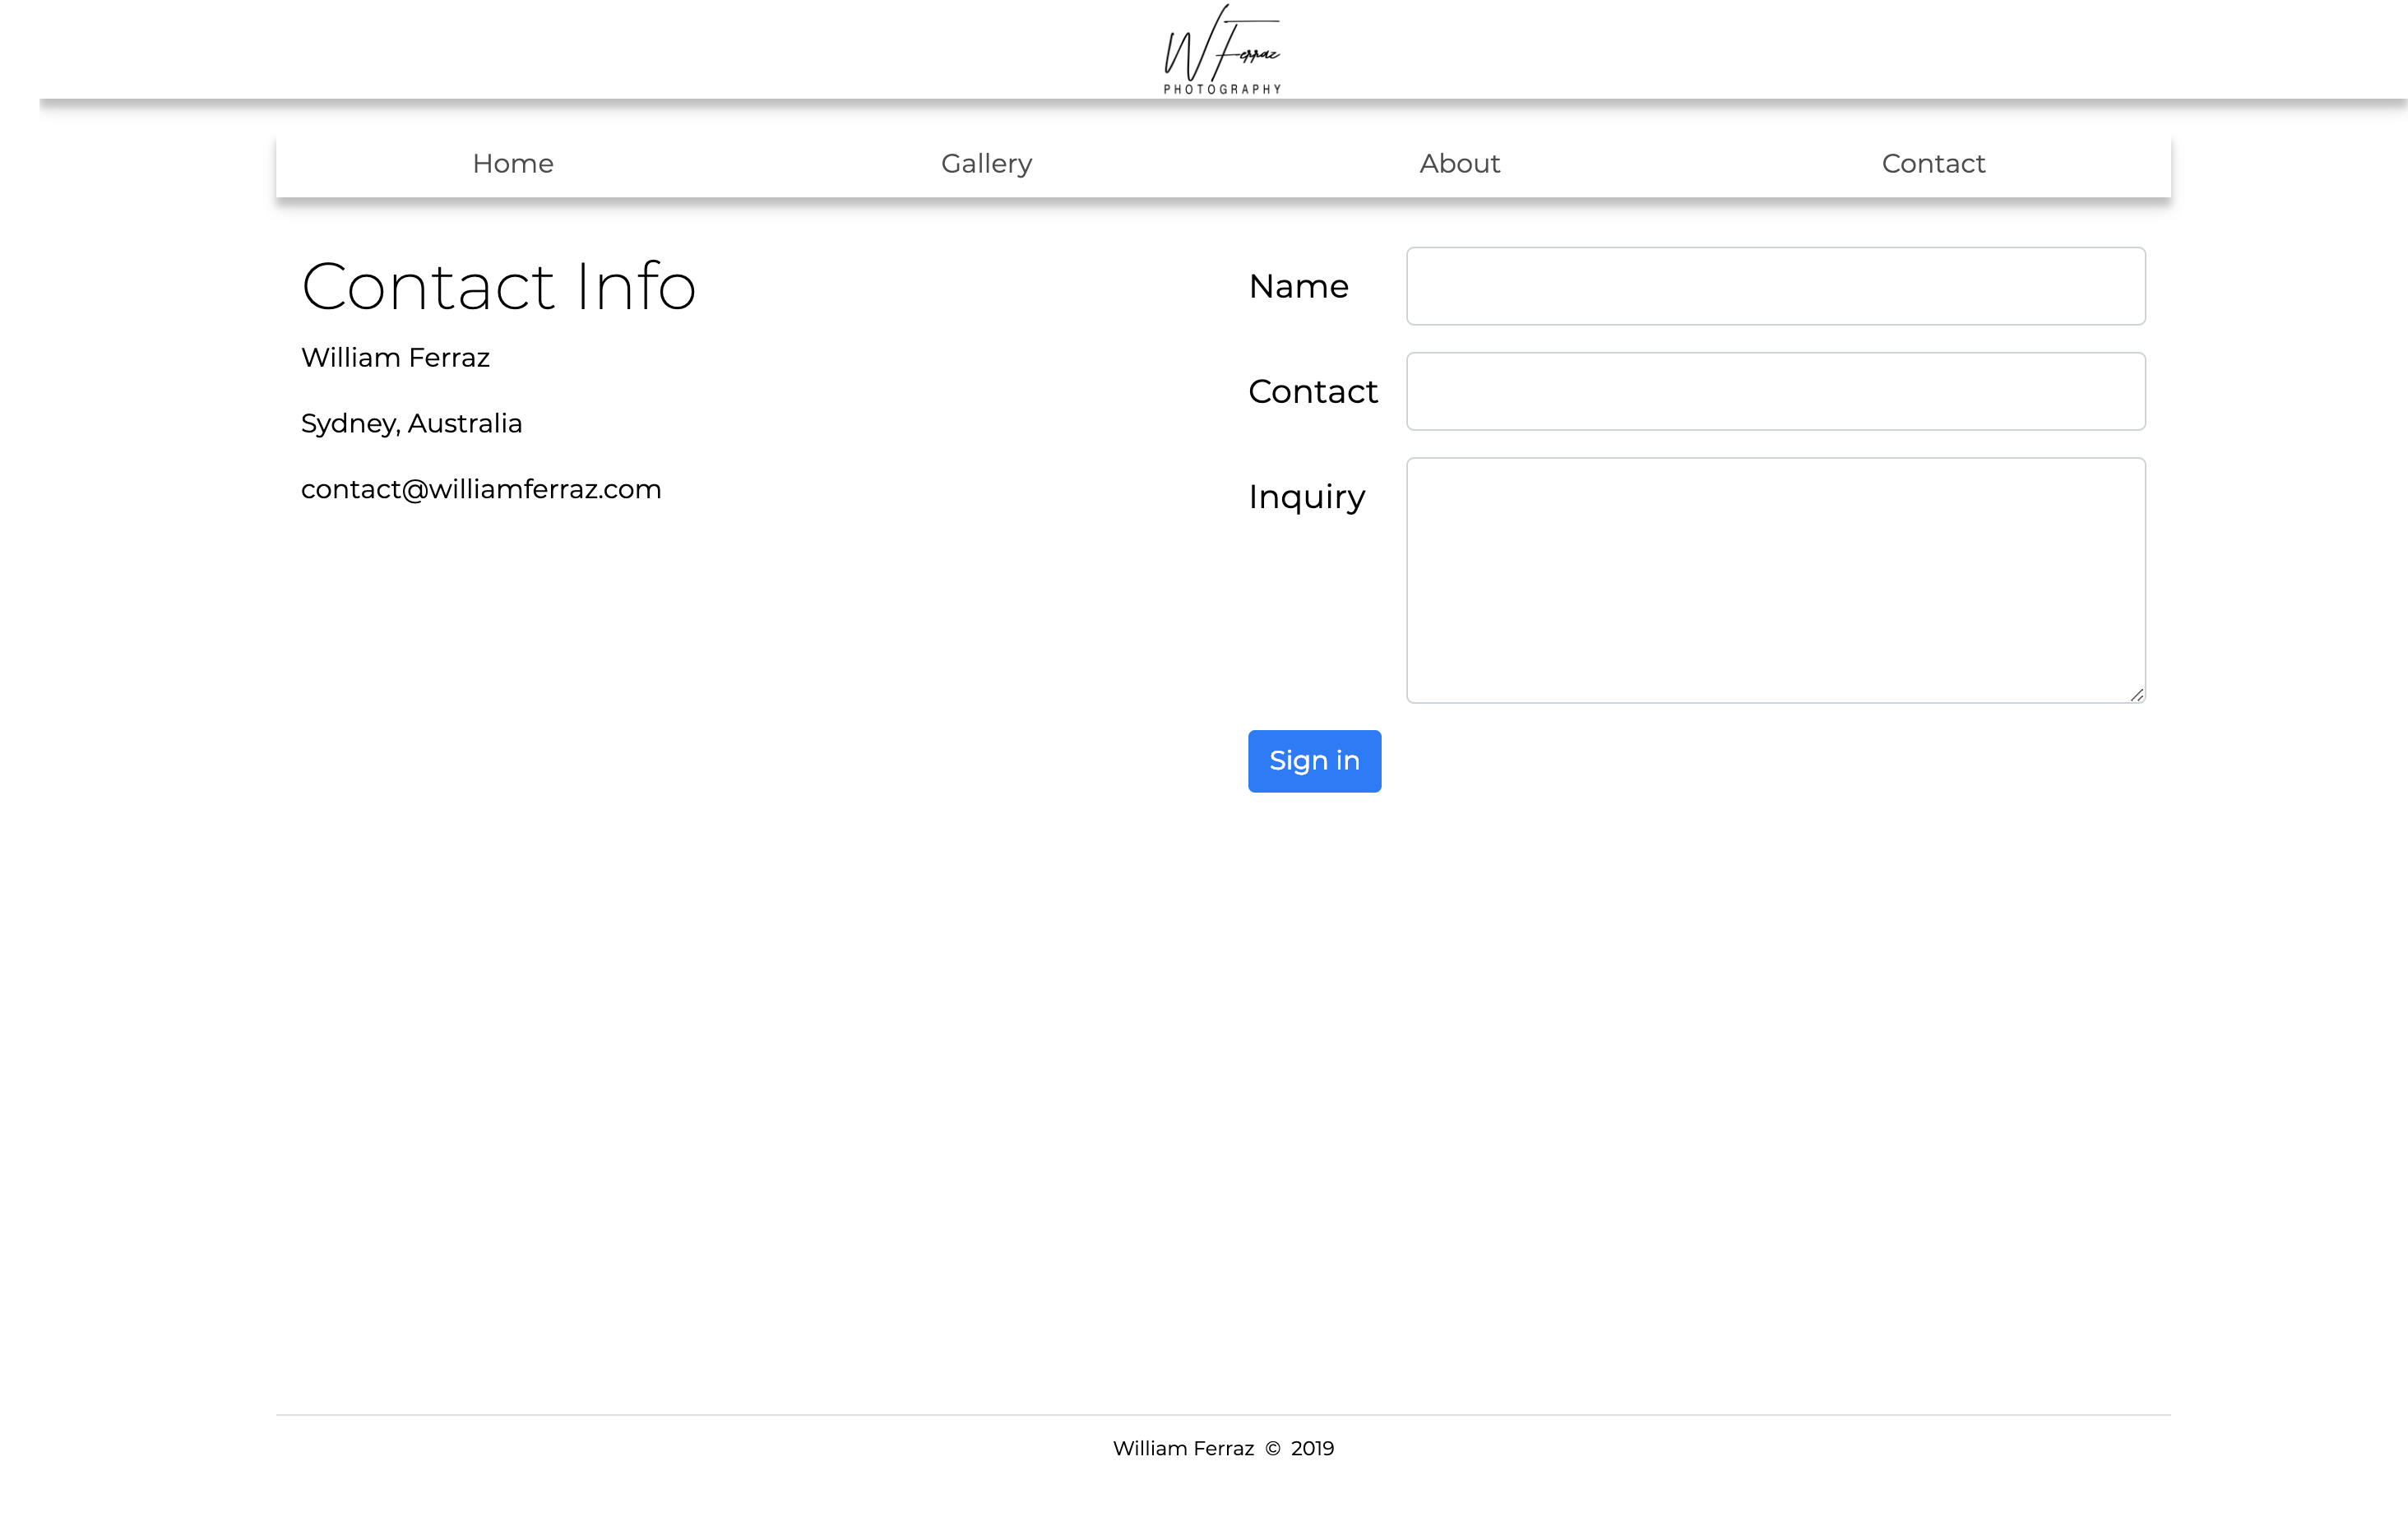 W Ferraz
PHOTOGRAPHY
Home Gallery About Contact
Contact Info
William Ferraz
Sydney, Australia
contact@williamferraz.com
Name
Contact
Inquiry
Sign in
William Ferraz © 2019